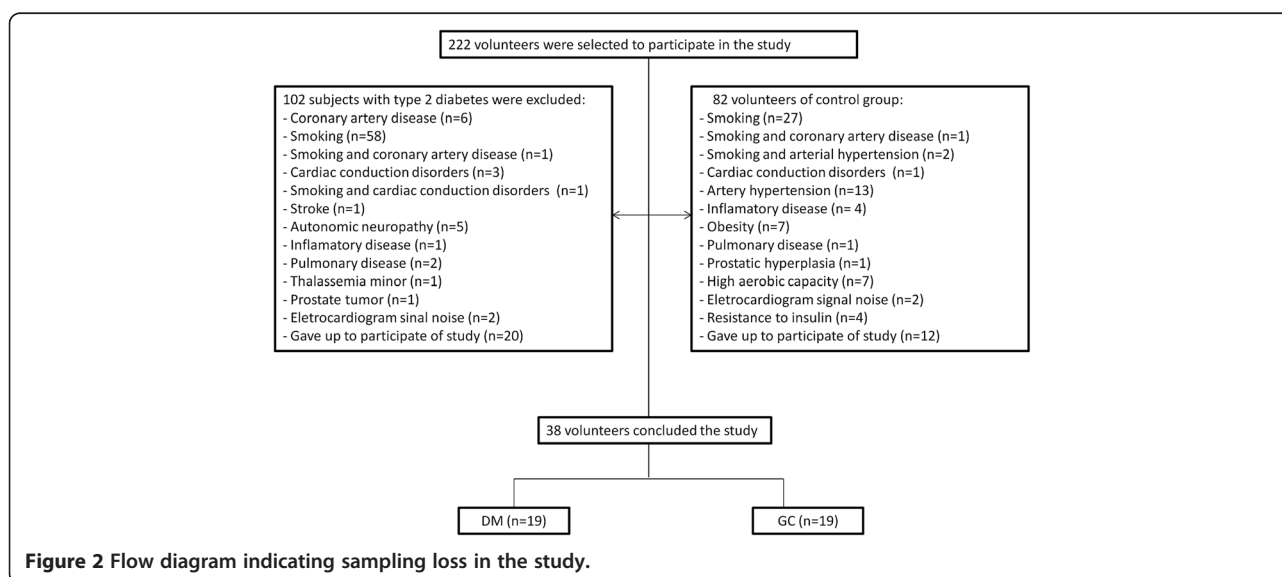 222 volunteers were selected to participate in the study
102 subjects with type 2 diabetes were excluded:
- Coronary artery disease (n=6)
- Smoking (n=58)
- Smoking and coronary artery disease (n=1)
- Cardiac conduction disorders (n=3)
- Smoking and cardiac conduction disorders (n=1)
- Stroke (n=1)
- Autonomic neuropathy (n=5)
- Inflamatory disease (n=1)
- Pulmonary disease (n=2)
- Thalassemia minor (n=1)
- Prostate tumor (n=1)
- Eletrocardiogram sinal noise (n=2)
- Gave up to participate of study (n=20)
82 volunteers of control group:
- Smoking (n=27)
- Smoking and coronary artery disease (n=1)
- Smoking and arterial hypertension (n=2)
- Cardiac conduction disorders (n=1)
- Artery hypertension (n=13)
- Inflamatory disease (n= 4)
- Obesity (n=7)
- Pulmonary disease (n=1)
- Prostatic hyperplasia (n=1)
- High aerobic capacity (n=7)
- Eletrocardiogram signal noise (n=2)
- Resistance to insulin (n=4)
- Gave up to participate of study (n=12)
38 volunteers concluded the study
DM (n=19)
GC (n=19)
Figure 2 Flow diagram indicating sampling loss in the study.